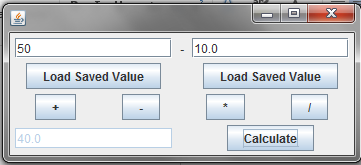 50 - 10.0
Load Saved Value Load Saved Value
+ - * /
40.0 Calculate